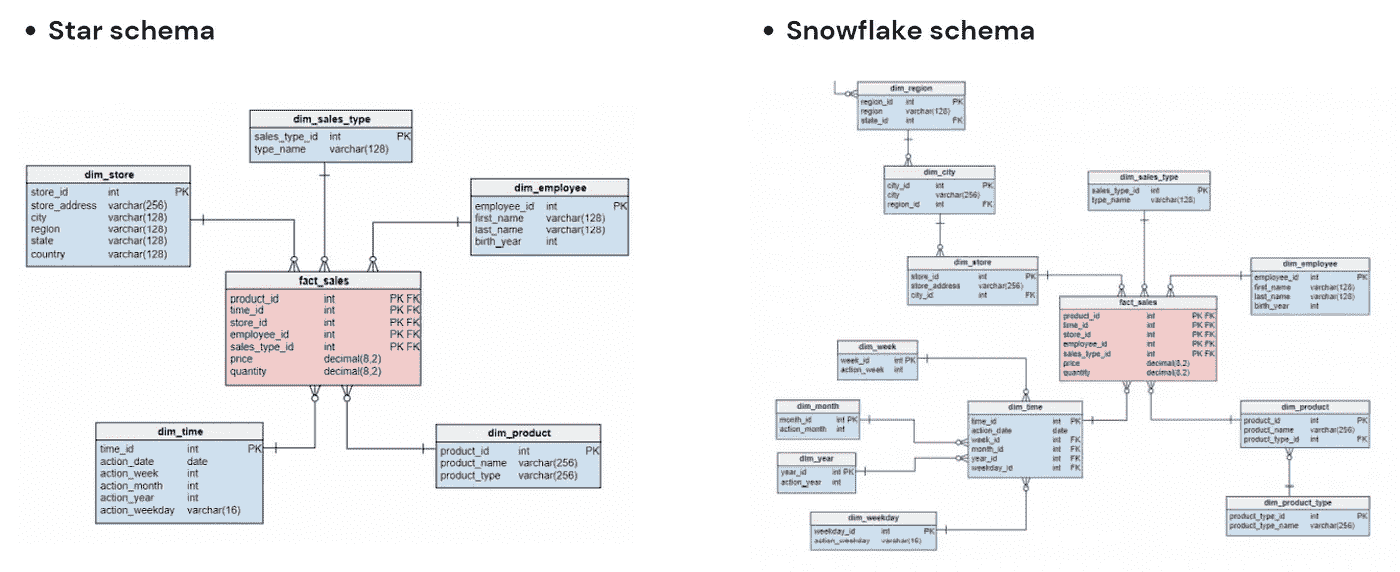 • Star schema
dim_sales_type
sales_type_id int PK
type_name varchar(128)
dim_store
store_id int PK
store_address varchar(256)
city varchar(128)
region varchar(128)
state varchar(128)
country varchar(128)
dim_employee
employee_id int PK
first_name varchar(128)
last_name varchar(128)
birth_year int
fact_sales
product_id int PK FK
time_id int PK FK
store_id int PK FK
employee_id int PK FK
sales_type_id int PK FK
price decimal(8,2)
quantity decimal(8,2)
dim_time
time_id int PK
action_date date
action_week int
action_month int
action_year int
action_weekday varchar(16)
dim_product
product_id int PK
product_name varchar(256)
product_type varchar(256)
• Snowflake schema
dim_region
region_id int PK
region varchar(128)
state_id int FK
dim_city
city_id int PK
city varchar(256)
region_id int FK
dim_sales_type
sales_type_id int PK
type_name varchar(128)
dim_store
store_id int PK
store_address varchar(256)
city_id int FK
dim_employee
employee_id int PK
first_name varchar(128)
last_name varchar(128)
birth_year int
fact_sales
product_id int PK FK
time_id int PK FK
store_id int PK FK
employee_id int PK FK
sales_type_id int PK FK
price decimal(8,2)
quantity decimal(8,2)
dim_week
week_id int PK
action_week int
dim_month
month_id int PK
action_month int
dim_time
time_id int PK
action_date date
week_id int FK
month_id int FK
year_id int FK
weekday_id int FK
dim_product
product_id int PK
product_name varchar(256)
product_type_id int FK
dim_year
year_id int PK
action_year int
dim_weekday
weekday_id int PK
action_weekday varchar(16)
dim_product_type
product_type_id int PK
product_type_name varchar(256)